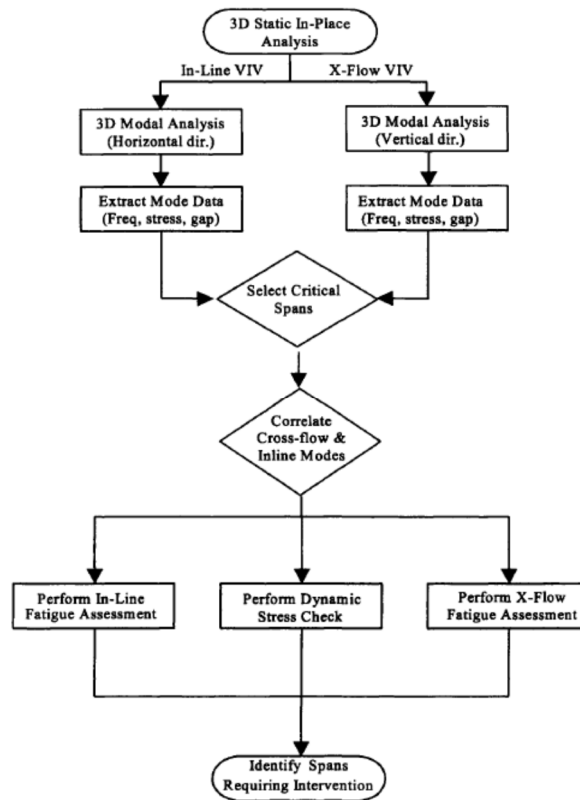 3D Static In-Place
Analysis
In-Line VIV
X-Flow VIV
3D Modal Analysis
(Horizontal dir.)
3D Modal Analysis
(Vertical dir.)
Extract Mode Data
(Freq, stress, gap)
Extract Mode Data
(Freq, stress, gap)
Select Critical
Spans
Correlate
Cross-flow &
Inline Modes
Perform In-Line
Fatigue Assessment
Perform Dynamic
Stress Check
Perform X-Flow
Fatigue Assessment
Identify Spans
Requiring Intervention